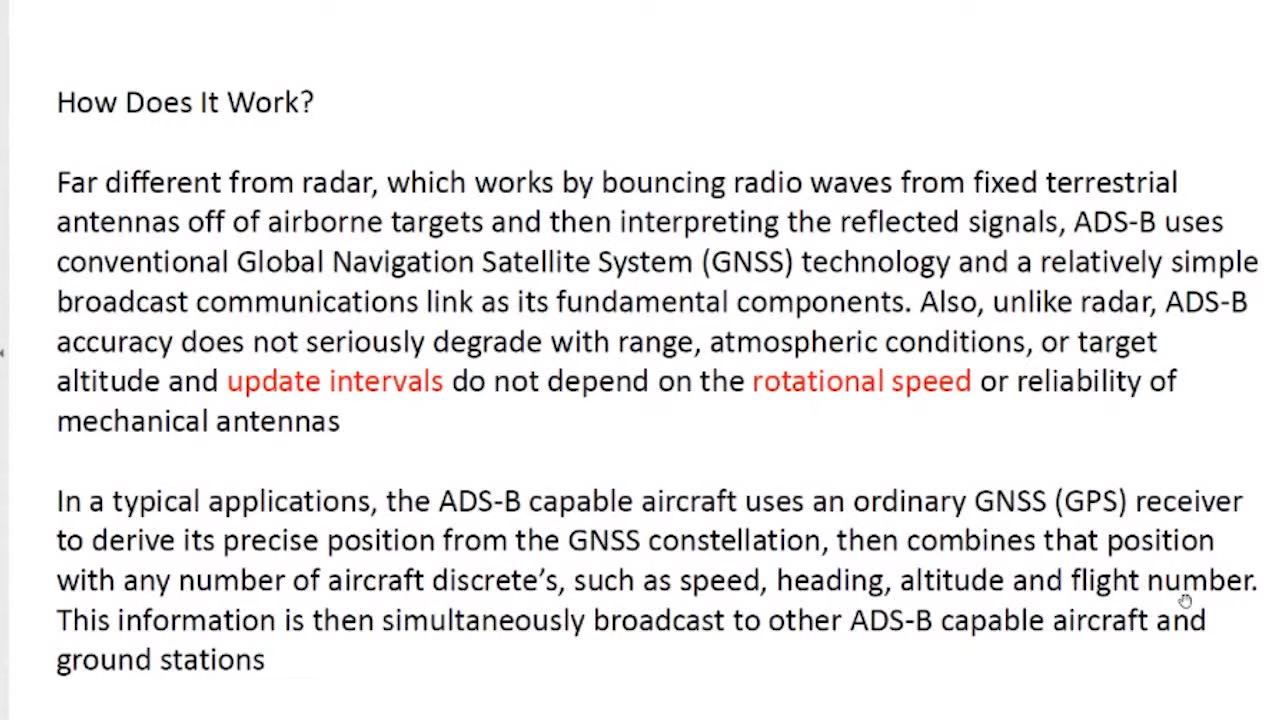 How Does It Work?
Far different from radar, which works by bouncing radio waves from fixed terrestrial
antennas off of airborne targets and then interpreting the reflected signals, ADS-B uses
conventional Global Navigation Satellite System (GNSS) technology and a relatively simple
broadcast communications link as its fundamental components. Also, unlike radar, ADS-B
accuracy does not seriously degrade with range, atmospheric conditions, or target
altitude and update intervals do not depend on the rotational speed or reliability of
mechanical antennas
In a typical applications, the ADS-B capable aircraft uses an ordinary GNSS (GPS) receiver
to derive its precise position from the GNSS constellation, then combines that position
with any number of aircraft discrete’s, such as speed, heading, altitude and flight number.
This information is then simultaneously broadcast to other ADS-B capable aircraft and
ground stations